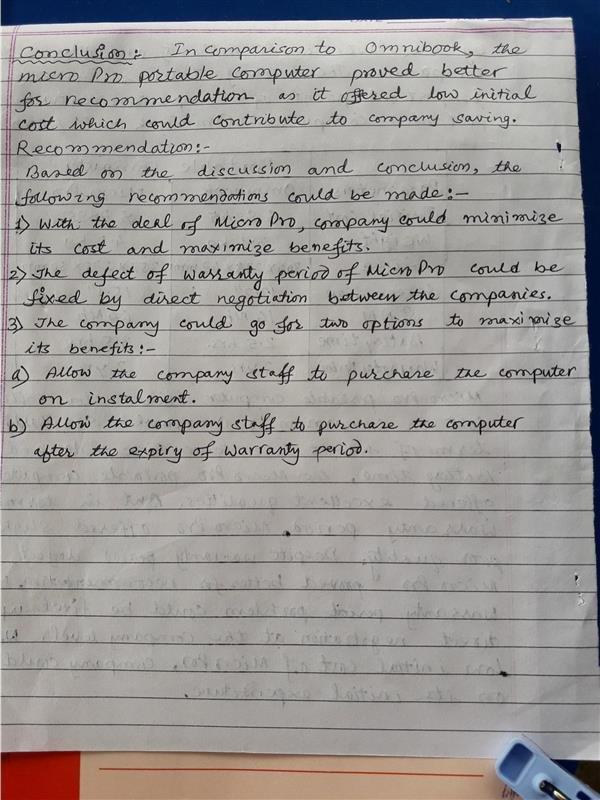 Conclusion: In comparison to Omnibook, the
micro Pro portable computer proved better
for recommendation as it offered low initial
cost which could contribute to company saving.
Recommendation:-
Based on the discussion and conclusion, the
following recommendations could be made:-
1) With the deal of Micro Pro, company could minimize
its cost and maximize benefits.
2) The defect of warranty period of Micro Pro could be
fixed by direct negotiation between the companies.
3) The company could go for two options to maximize
its benefits:-
a) Allow the company staff to purchase the computer
on instalment.
b) Allow the company staff to purchase the computer
after the expiry of warranty period.